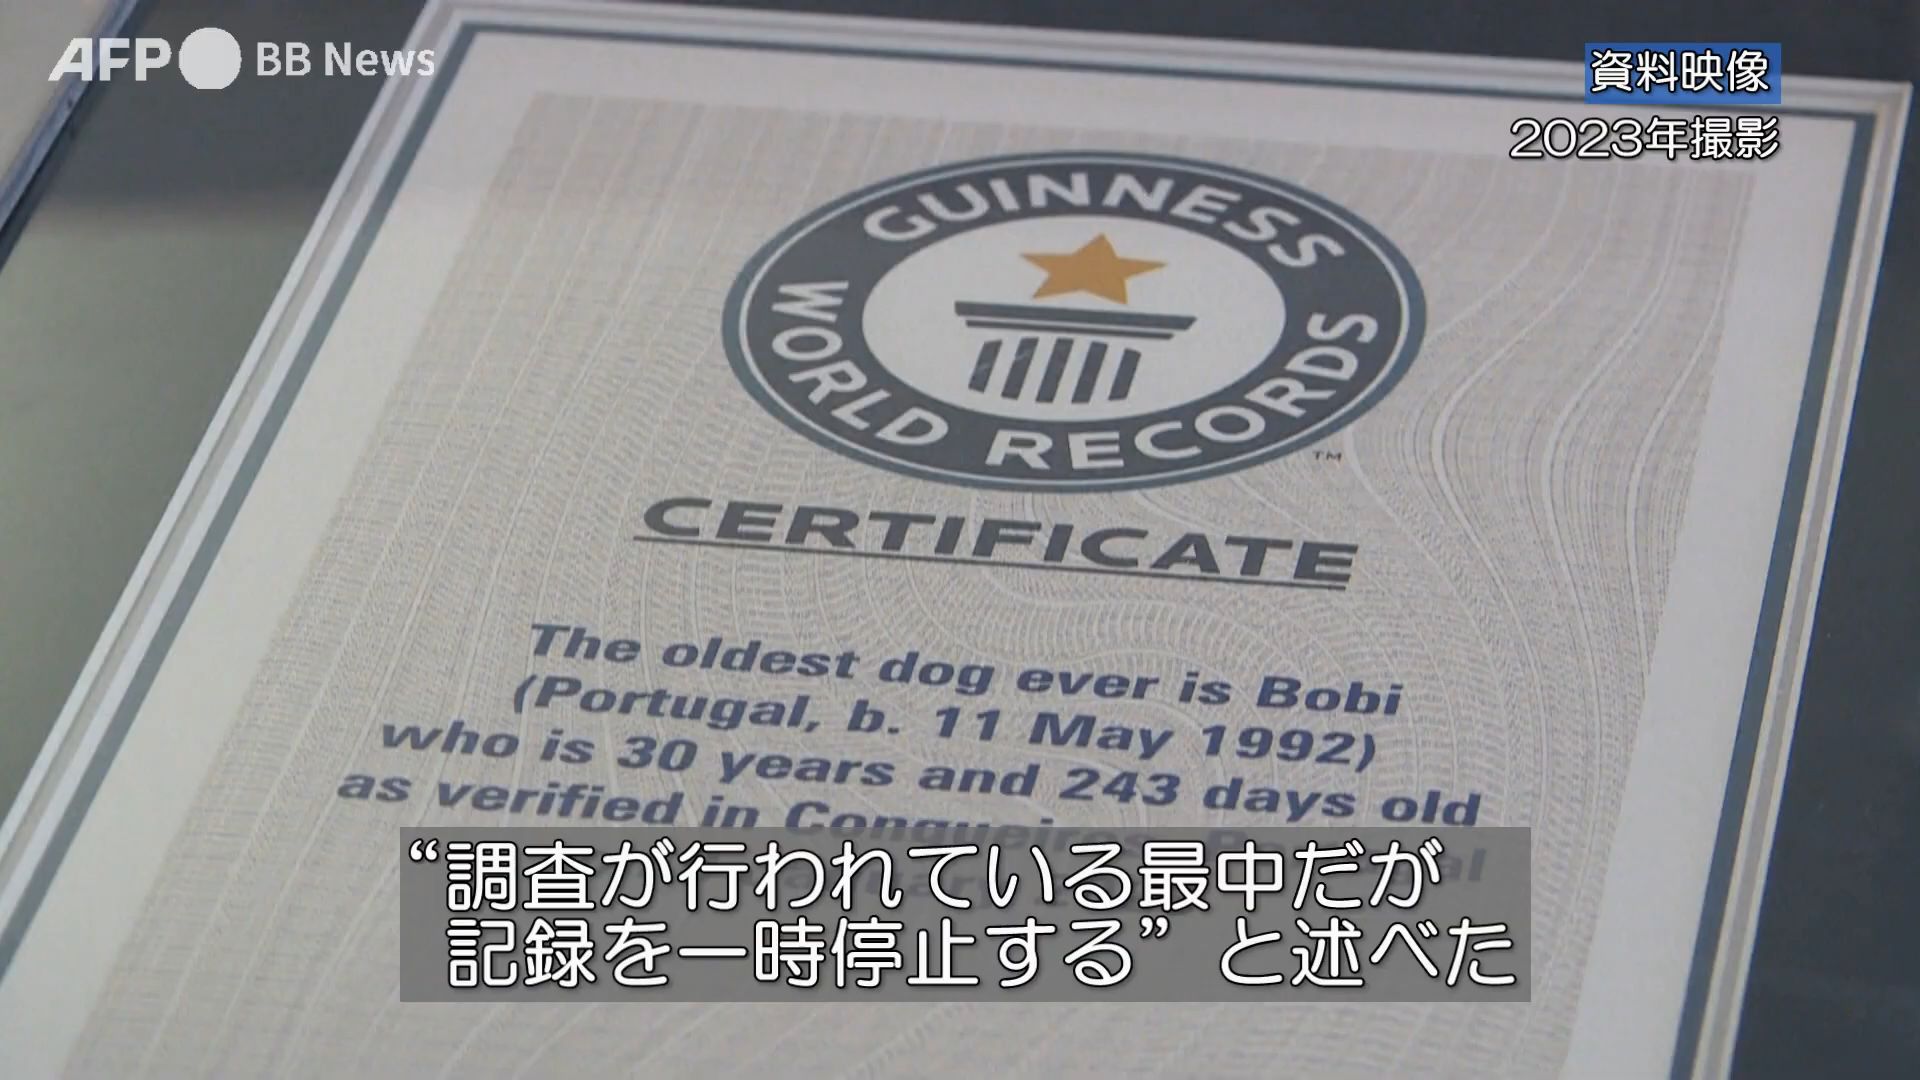 AFP BB News
資料映像
2023年撮影
GUINNESS
WORLD RECORDS
TM
CERTIFICATE
The oldest dog ever is Bobi
(Portugal, b. 11 May 1992)
who is 30 years and 243 days old
as verified in Conqueiros,
“調査が行われている最中だが
記録を一時停止する”と述べた